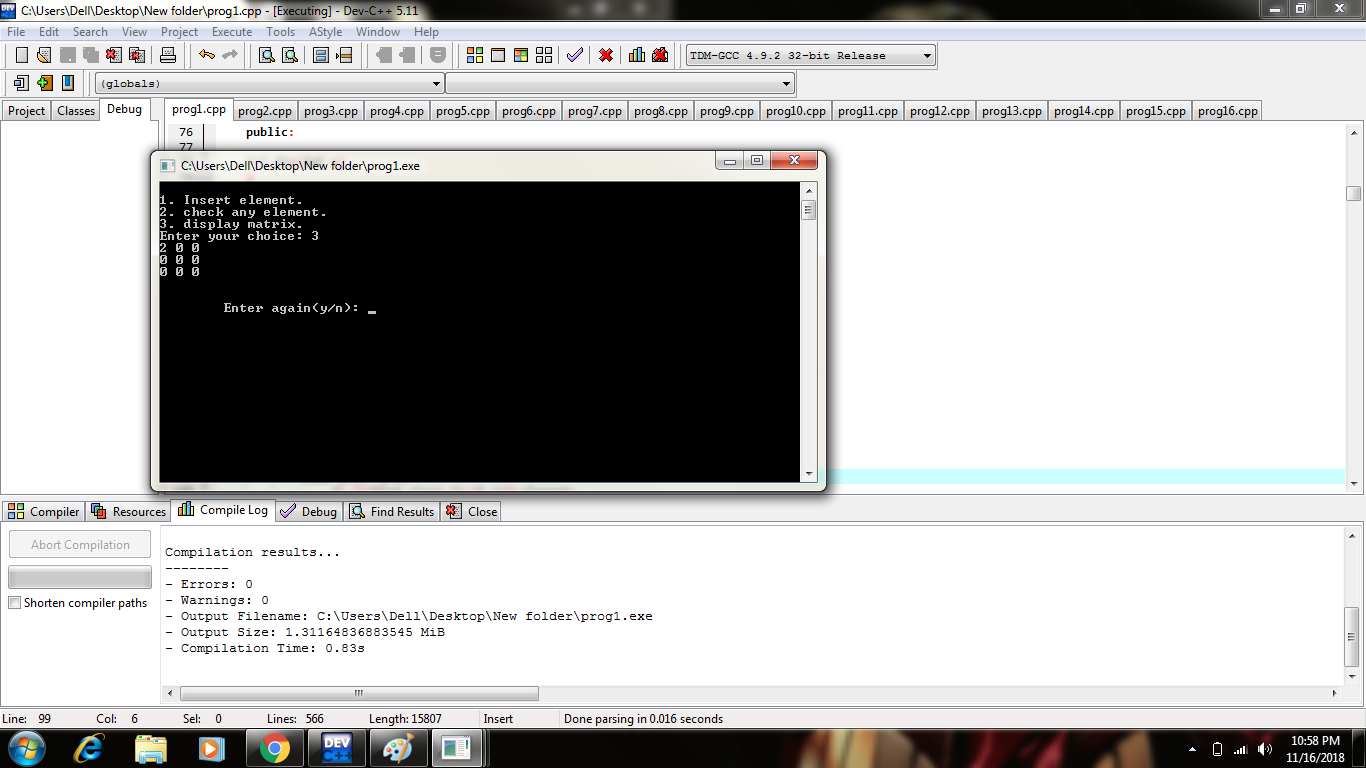 C:\Users\Dell\Desktop\New folder\prog1.cpp - [Executing] - Dev-C++ 5.11
File Edit Search View Project Execute Tools AStyle Window Help
TDM-GCC 4.9.2 32-bit Release
(globals)
Project Classes Debug prog1.cpp prog2.cpp prog3.cpp prog4.cpp prog5.cpp prog6.cpp prog7.cpp prog8.cpp prog9.cpp prog10.cpp prog11.cpp prog12.cpp prog13.cpp prog14.cpp prog15.cpp prog16.cpp
76 public:
77
C:\Users\Dell\Desktop\New folder\prog1.exe
1. Insert element.
2. check any element.
3. display matrix.
Enter your choice: 3
2 0 0
0 0 0
0 0 0
Enter again(y/n): _
Compiler Resources Compile Log Debug Find Results Close
Abort Compilation
Shorten compiler paths
Compilation results...
--------
- Errors: 0
- Warnings: 0
- Output Filename: C:\Users\Dell\Desktop\New folder\prog1.exe
- Output Size: 1.31164836883545 MiB
- Compilation Time: 0.83s
Line: 99 Col: 6 Sel: 0 Lines: 566 Length: 15807 Insert Done parsing in 0.016 seconds
DEV C++
10:58 PM
11/16/2018